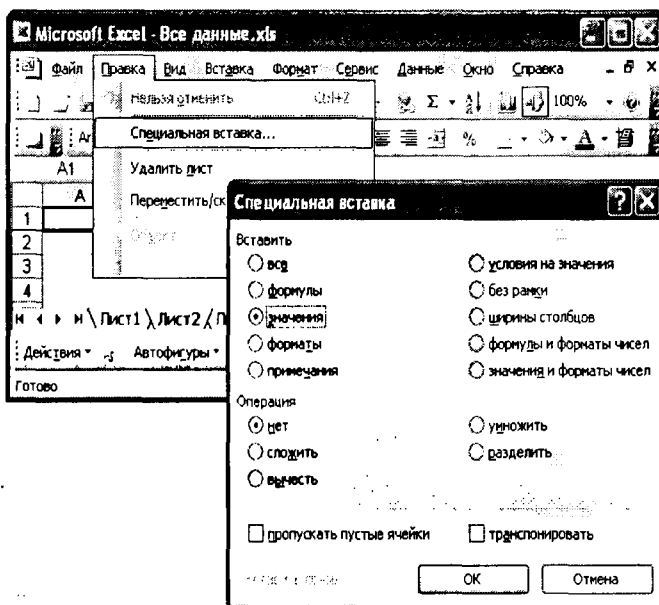 Microsoft Excel - Все данные.xls
Файл Правка Вид Вставка Формат Сервис Данные Окно Справка
Нельзя отменить Ctrl+Z
Σ 100%
Специальная вставка...
%
A1
Удалить лист
A
1
2
3
4
Лист1 Лист2
Действия Автофигуры
Готово
Специальная вставка
Вставить
все
условия на значения
формулы
без рамки
значения
ширины столбцов
форматы
формулы и форматы чисел
примечания
значения и форматы чисел
Операция
нет
умножить
сложить
разделить
вычесть
пропускать пустые ячейки
транспонировать
ОК
Отмена